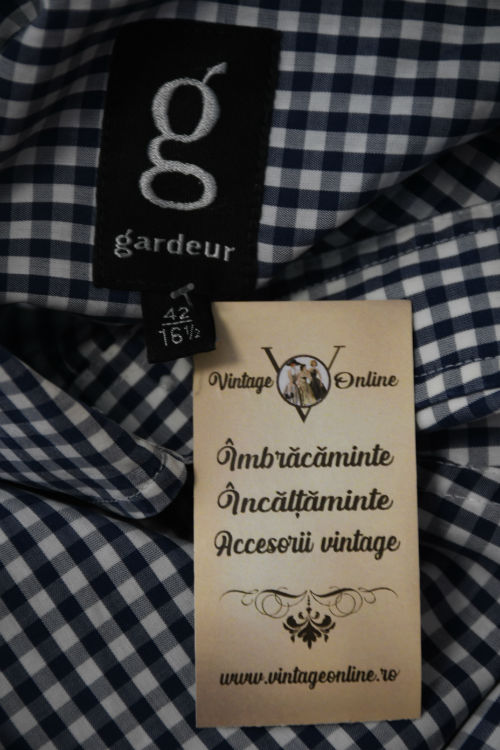 g
gardeur
42
16½
Vintage V Online
Îmbrăcăminte
Încălțăminte
Accesorii vintage
www.vintageonline.ro